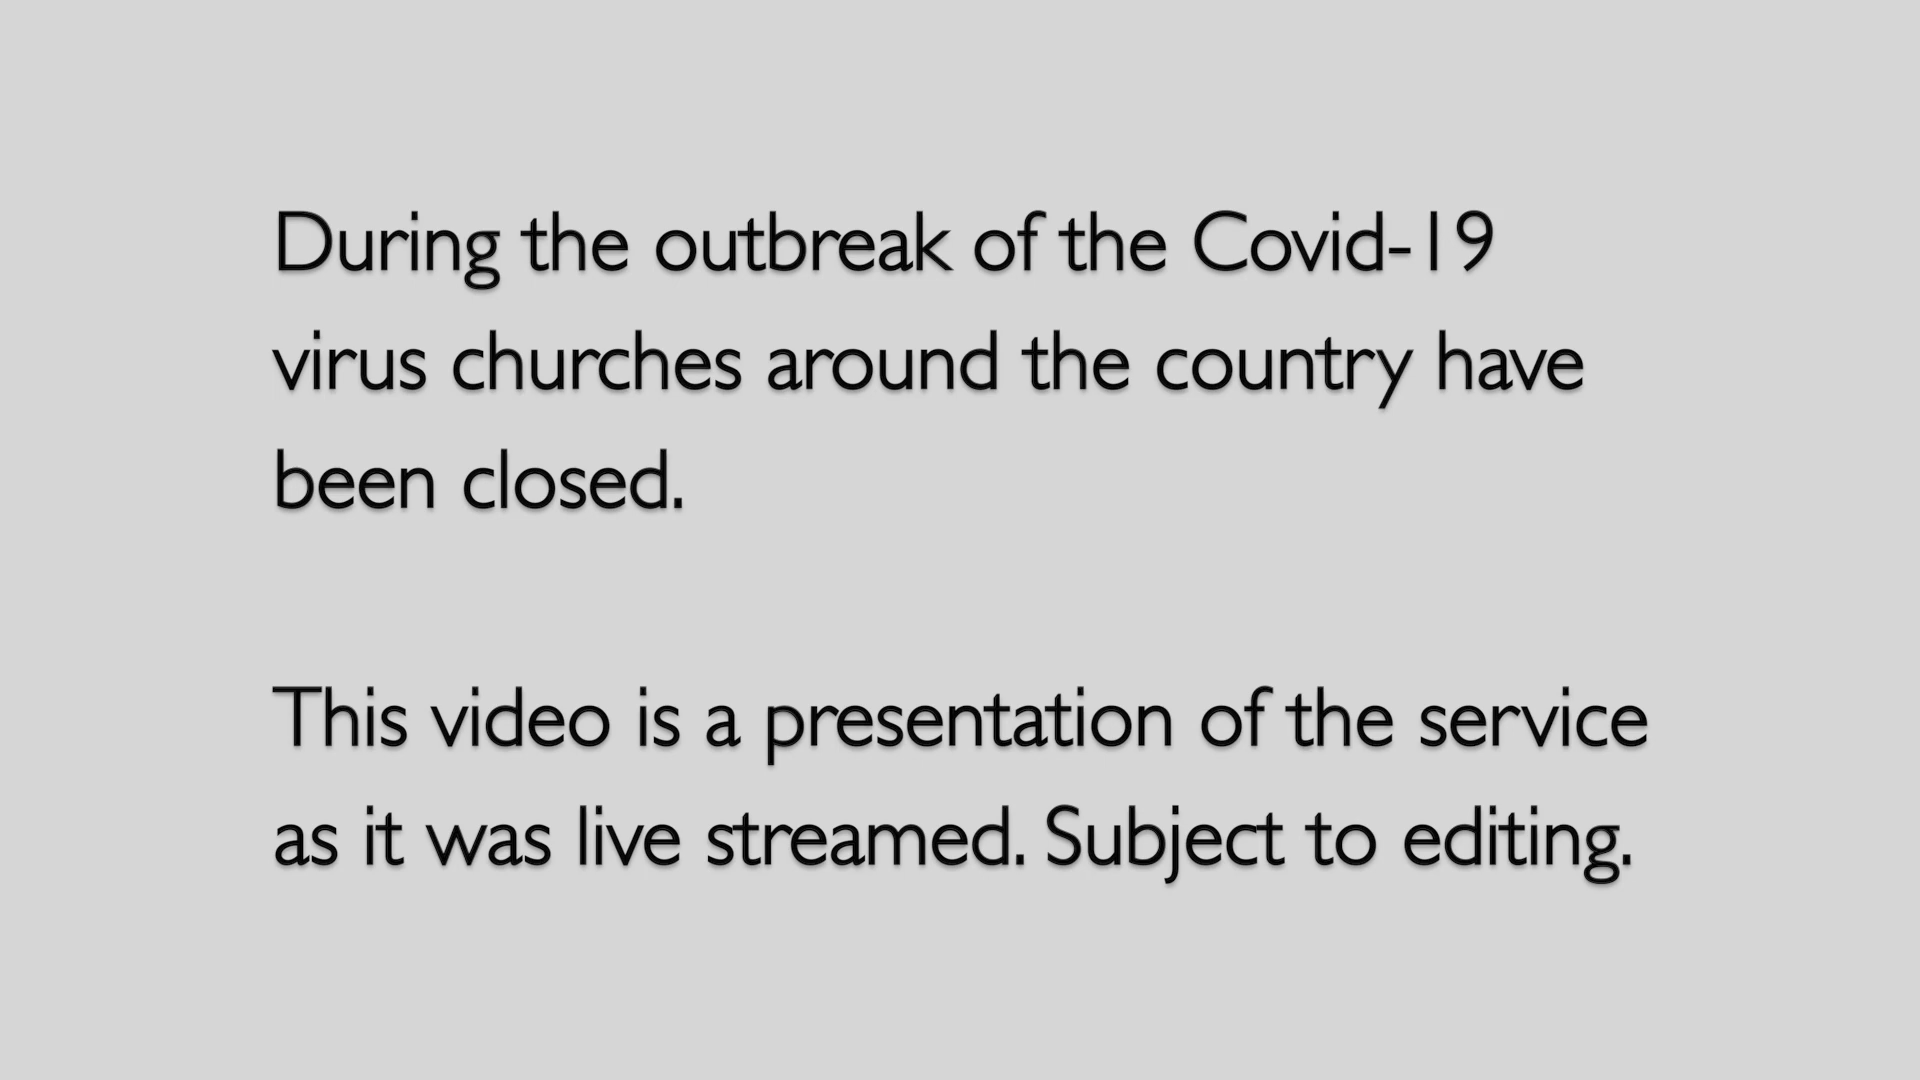 During the outbreak of the Covid-19
virus churches around the country have
been closed.
This video is a presentation of the service
as it was live streamed. Subject to editing.